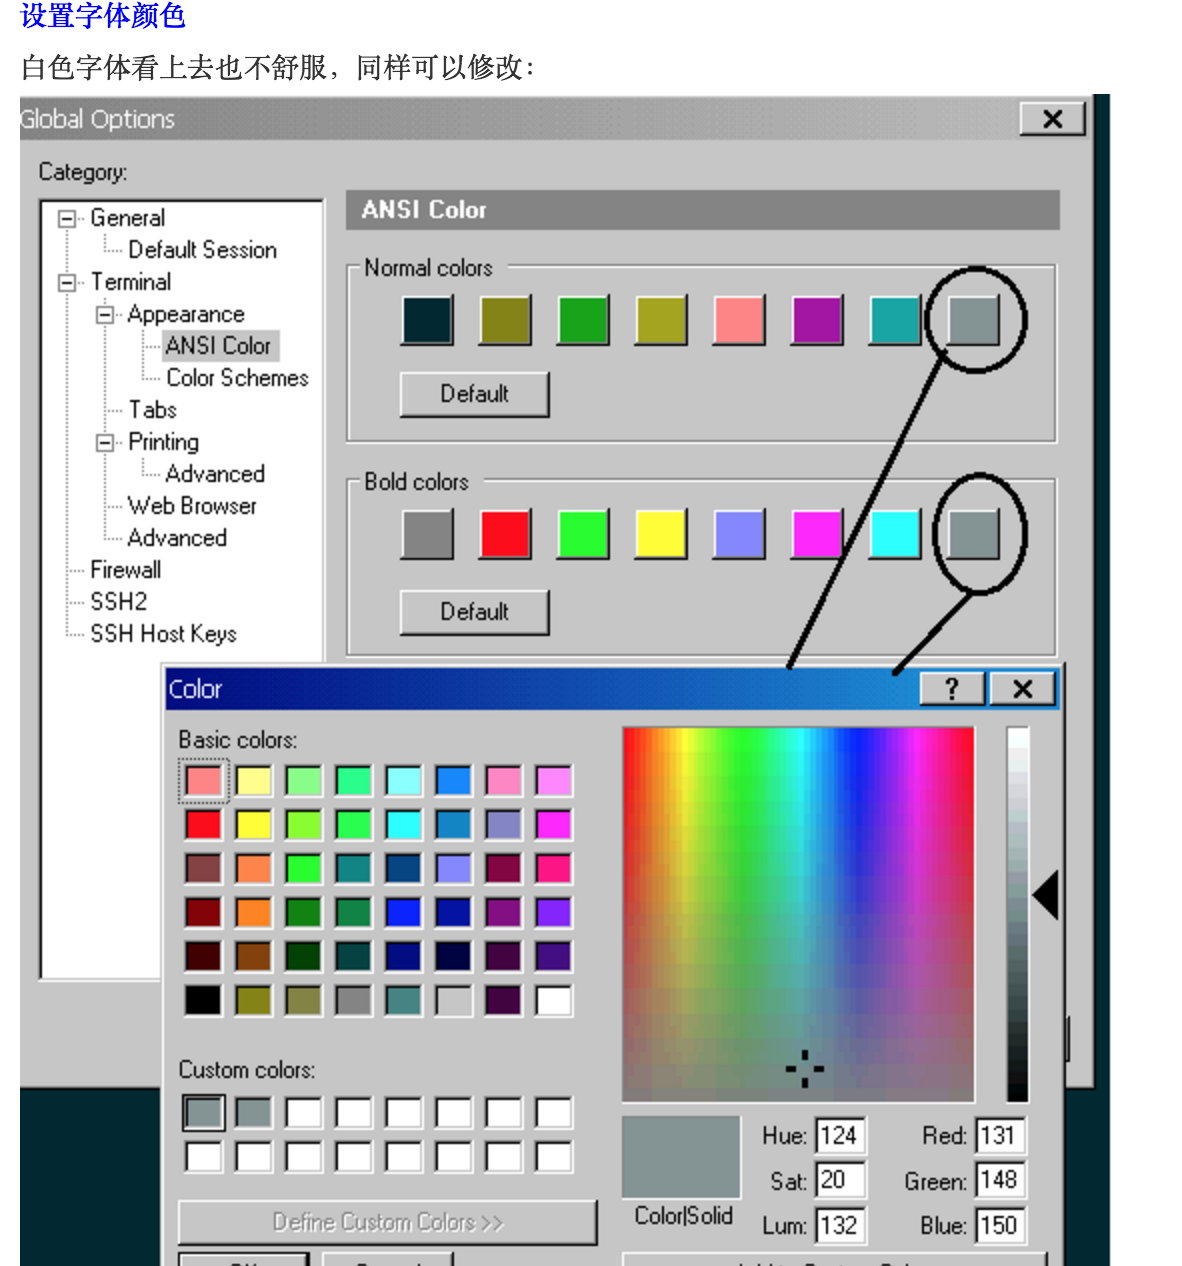 设置字体颜色
白色字体看上去也不舒服，同样可以修改：
Global Options
Category:
General
Default Session
Terminal
Appearance
ANSI Color
Color Schemes
Tabs
Printing
Advanced
Web Browser
Advanced
Firewall
SSH2
SSH Host Keys
ANSI Color
Normal colors
Default
Bold colors
Default
Color
?
Basic colors:
Custom colors:
Define Custom Colors >>
Color|Solid
Hue: 124
Sat: 20
Lum: 132
Red: 131
Green: 148
Blue: 150